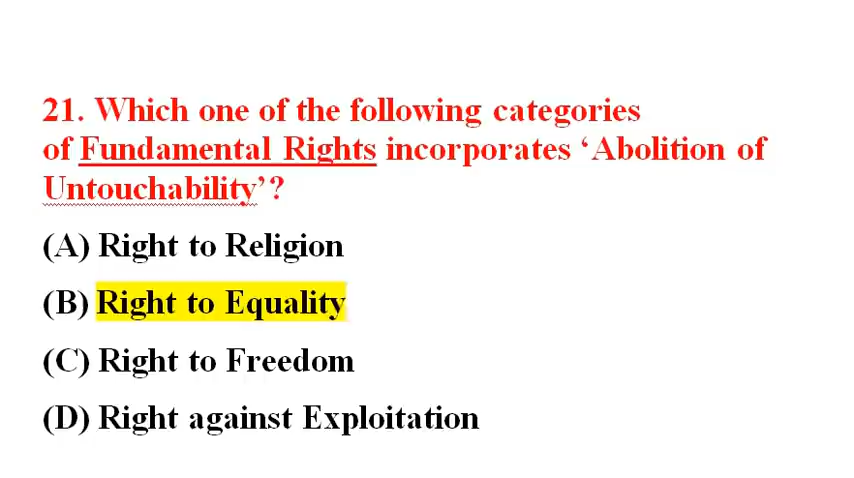 21. Which one of the following categories
of Fundamental Rights incorporates ‘Abolition of
Untouchability’?
(A) Right to Religion
(B) Right to Equality
(C) Right to Freedom
(D) Right against Exploitation